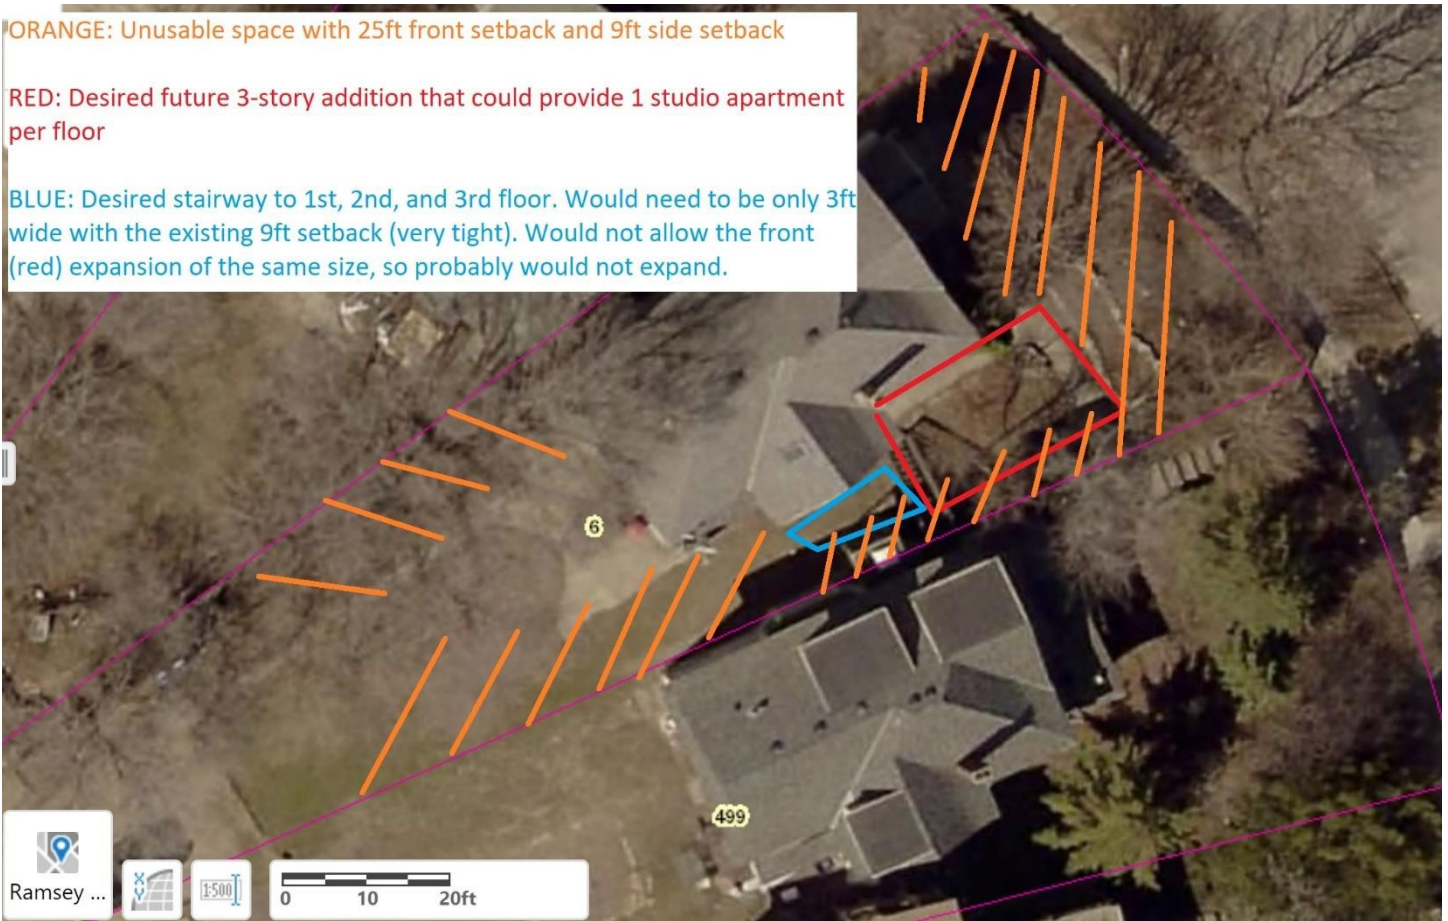 ORANGE: Unusable space with 25ft front setback and 9ft side setback
RED: Desired future 3-story addition that could provide 1 studio apartment
per floor
BLUE: Desired stairway to 1st, 2nd, and 3rd floor. Would need to be only 3ft
wide with the existing 9ft setback (very tight). Would not allow the front
(red) expansion of the same size, so probably would not expand.
6
499
Ramsey ...
X
Y
1:500
0 10 20ft